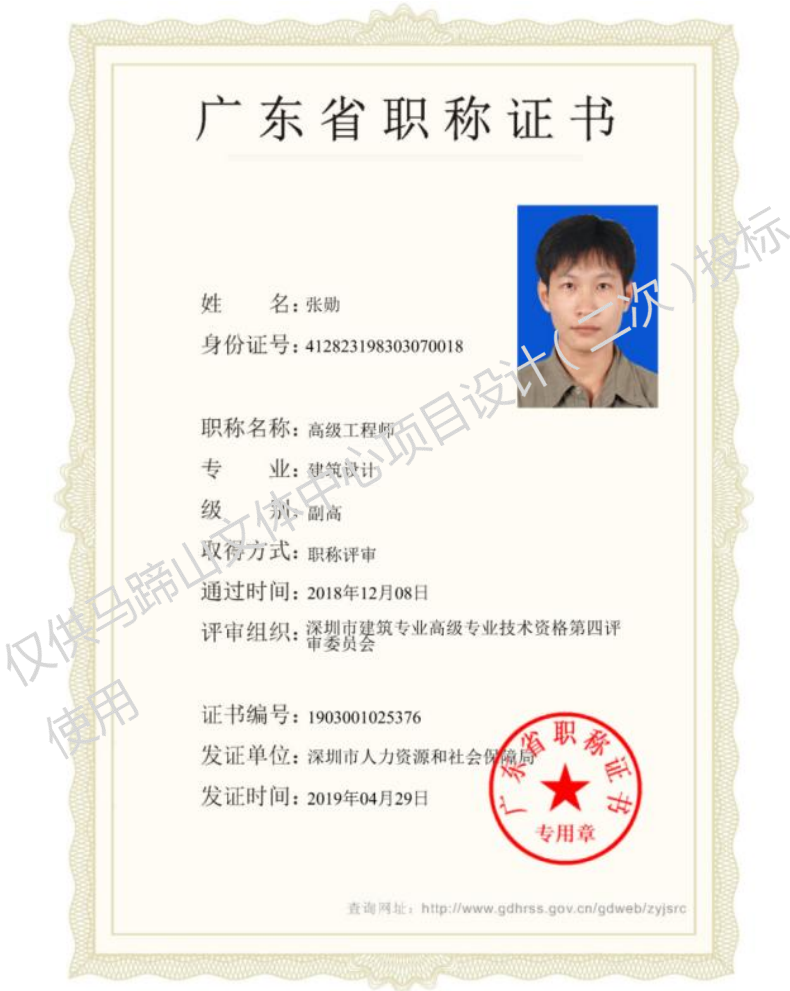 广东省职称证书
姓 名：张勋
身份证号：412823198303070018
职称名称：高级工程师
专 业：建筑设计
级 别：副高
取得方式：职称评审
通过时间：2018年12月08日
评审组织：深圳市建筑专业高级专业技术资格第四评
审委员会
证书编号：1903001025376
发证单位：深圳市人力资源和社会保障局
发证时间：2019年04月29日
广东省职称证书
专用章
查询网址：http://www.gdhrss.gov.cn/gdweb/zyjsrc
仅供马蹄山文体中心项目设计（二次）投标
使用